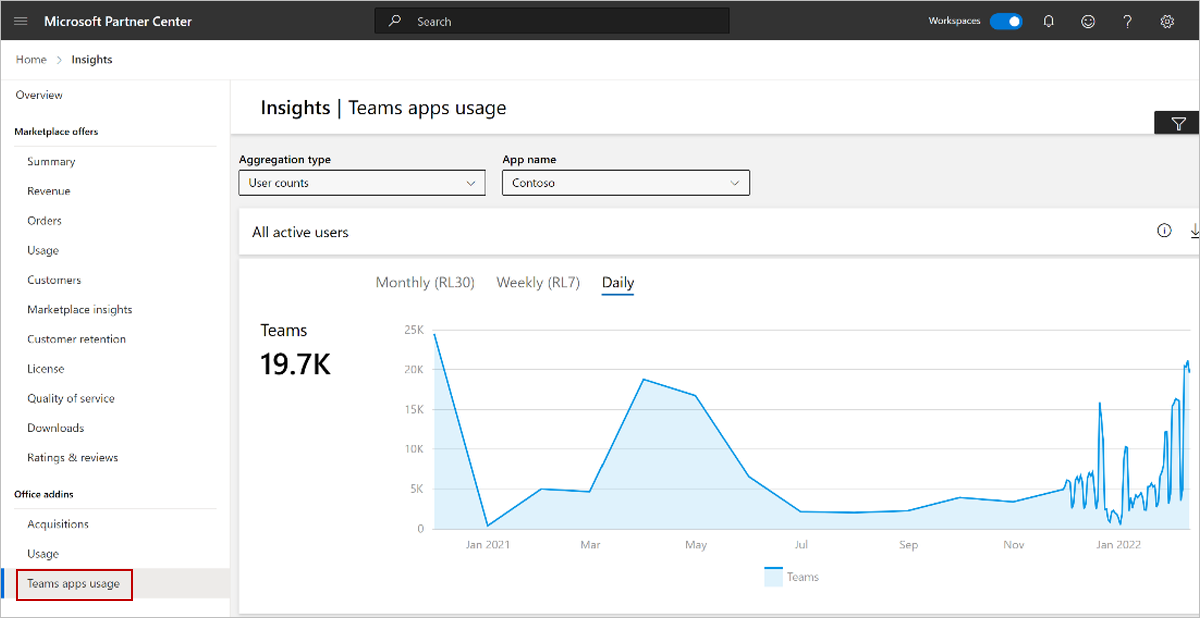 Microsoft Partner Center
Search
Workspaces
Home > Insights
Overview
Marketplace offers
Summary
Revenue
Orders
Usage
Customers
Marketplace insights
Customer retention
License
Quality of service
Downloads
Ratings & reviews
Office addins
Acquisitions
Usage
Teams apps usage
Insights | Teams apps usage
Aggregation type
User counts
App name
Contoso
All active users
Monthly (RL30) Weekly (RL7) Daily
Teams
19.7K
25K
20K
15K
10K
5K
0
Jan 2021 Mar May Jul Sep Nov Jan 2022
Teams